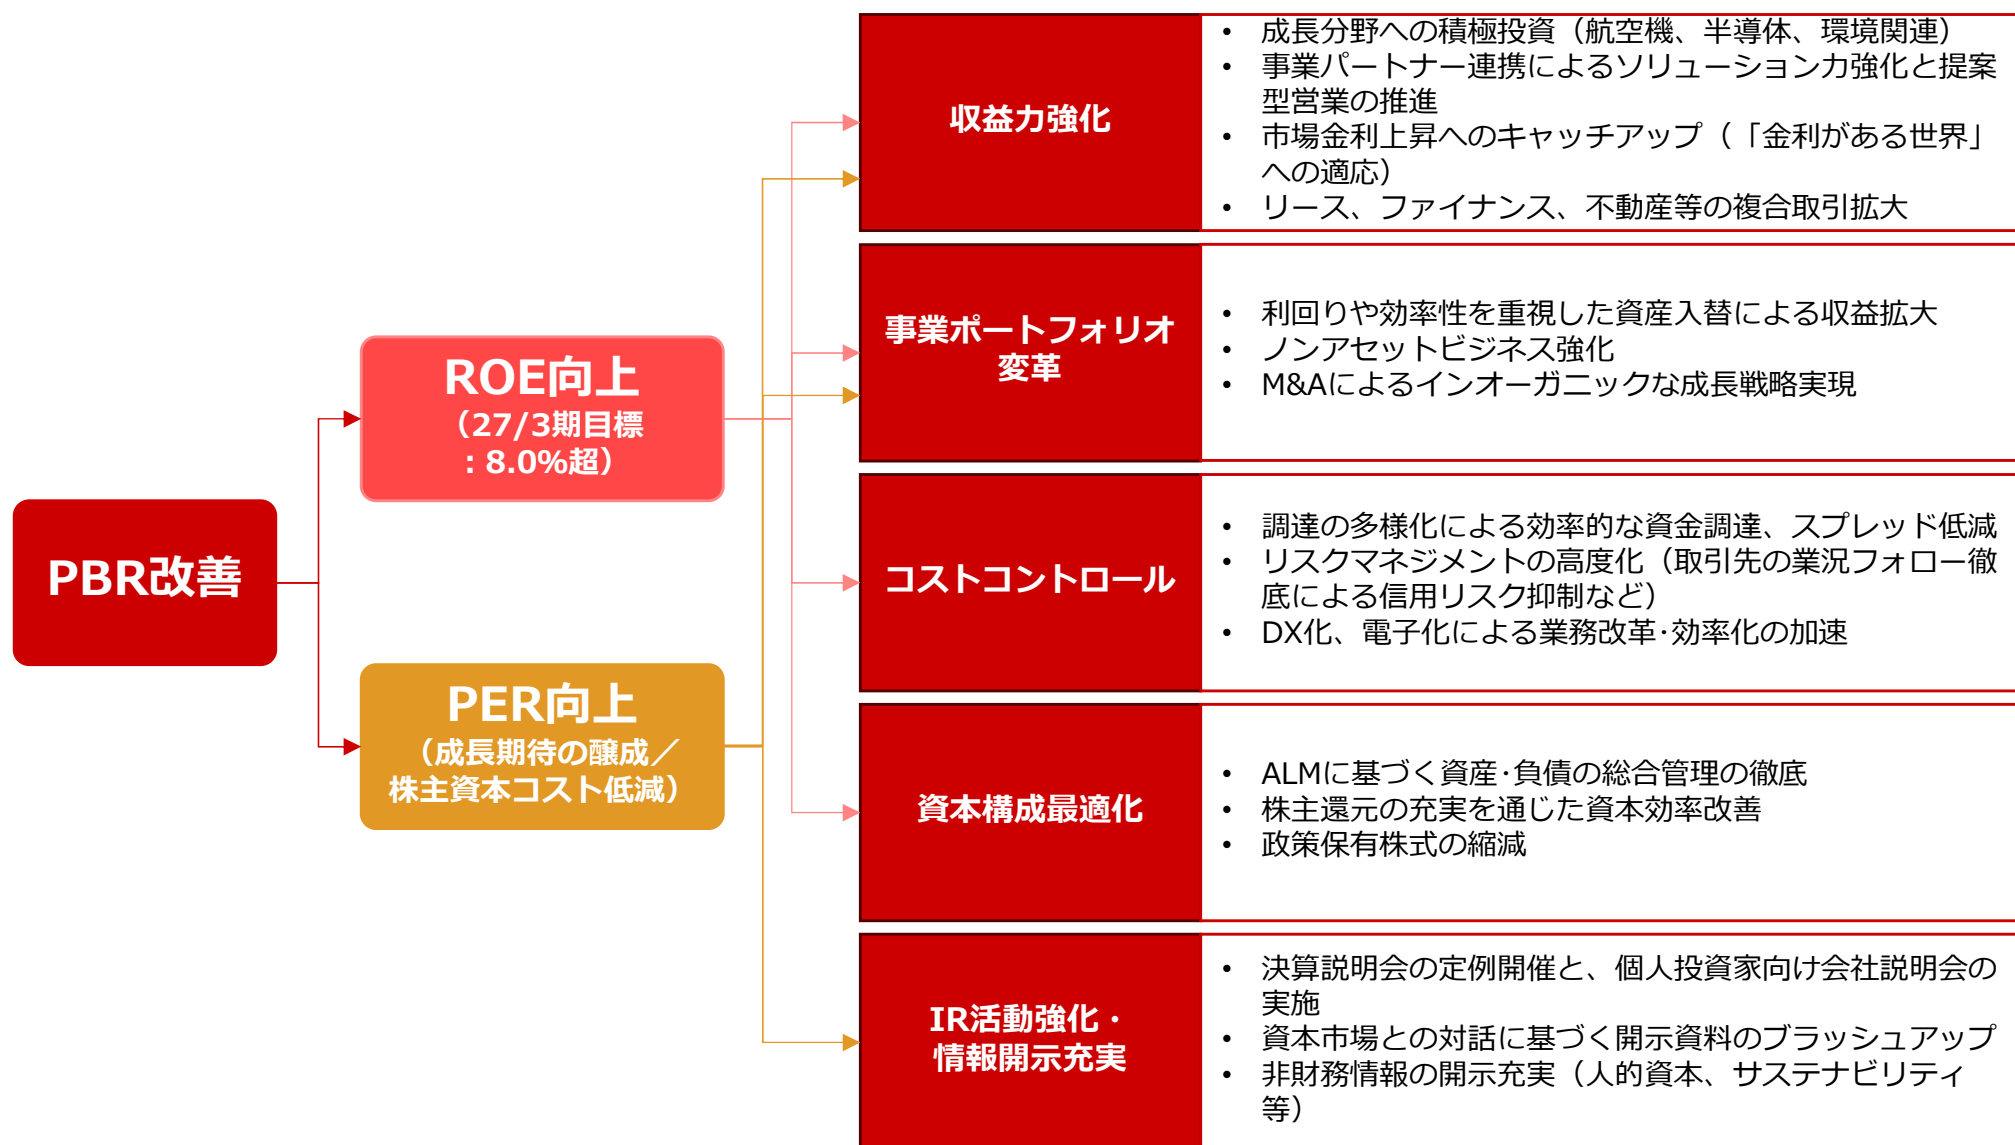 PBR改善
ROE向上
（27/3期目標
：8.0%超）
PER向上
（成長期待の醸成／
株主資本コスト低減）
収益力強化
• 成長分野への積極投資（航空機、半導体、環境関連）
• 事業パートナー連携によるソリューション力強化と提案
型営業の推進
• 市場金利上昇へのキャッチアップ（「金利がある世界」
への適応）
• リース、ファイナンス、不動産等の複合取引拡大
事業ポートフォリオ
変革
• 利回りや効率性を重視した資産入替による収益拡大
• ノンアセットビジネス強化
• M&Aによるインオーガニックな成長戦略実現
コストコントロール
• 調達の多様化による効率的な資金調達、スプレッド低減
• リスクマネジメントの高度化（取引先の業況フォロー徹
底による信用リスク抑制など）
• DX化、電子化による業務改革･効率化の加速
資本構成最適化
• ALMに基づく資産･負債の総合管理の徹底
• 株主還元の充実を通じた資本効率改善
• 政策保有株式の縮減
IR活動強化・
情報開示充実
• 決算説明会の定例開催と、個人投資家向け会社説明会の
実施
• 資本市場との対話に基づく開示資料のブラッシュアップ
• 非財務情報の開示充実（人的資本、サステナビリティ
等）